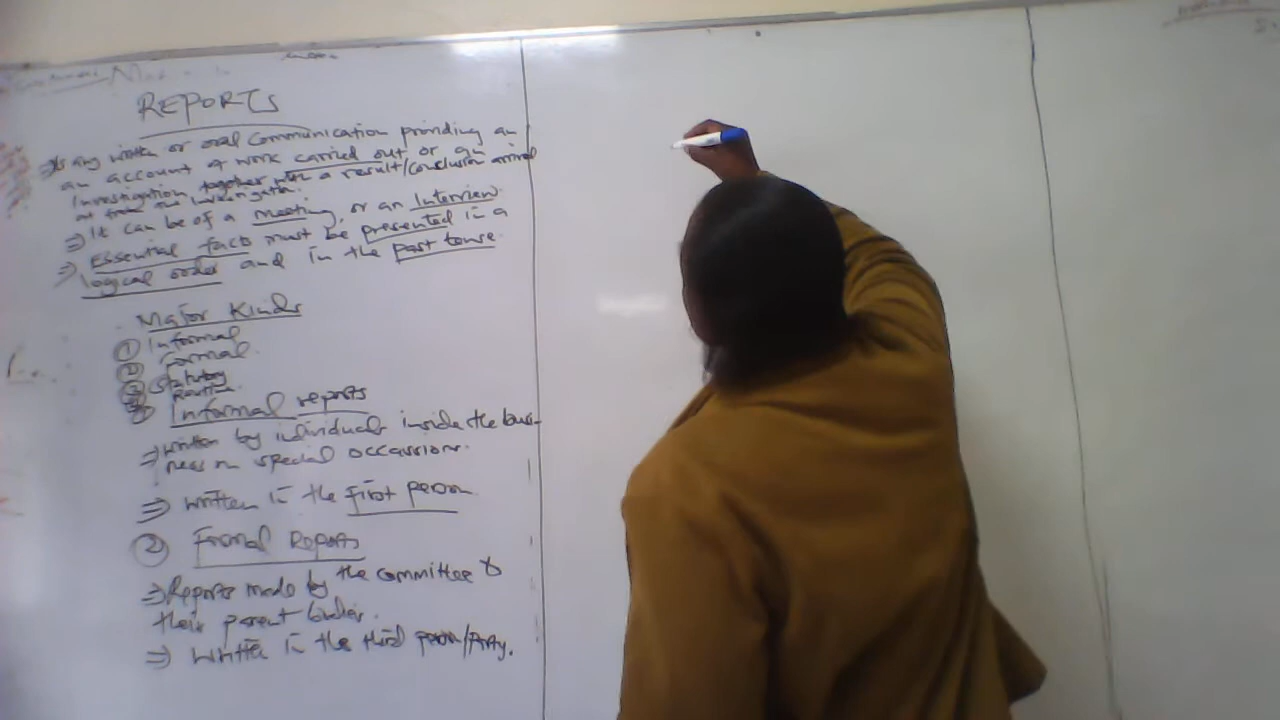 REPORTS
⇒ Is any written or oral communication providing an
an account of work carried out or an
investigation together with a result/conclusion arrived
at from the investigation.
⇒ It can be of a meeting, or an Interview.
⇒ Essential facts must be presented in a
logical order and in the past tense.
Major Kinds
① Informal
② Formal
③ Statutory
Routine
Informal reports
⇒ written by individuals inside the busi-
ness on special occassions.
⇒ written in the first person
② Formal Reports
⇒ Reports made by the committee to
their parent bodies.
⇒ written in the third person/Party.